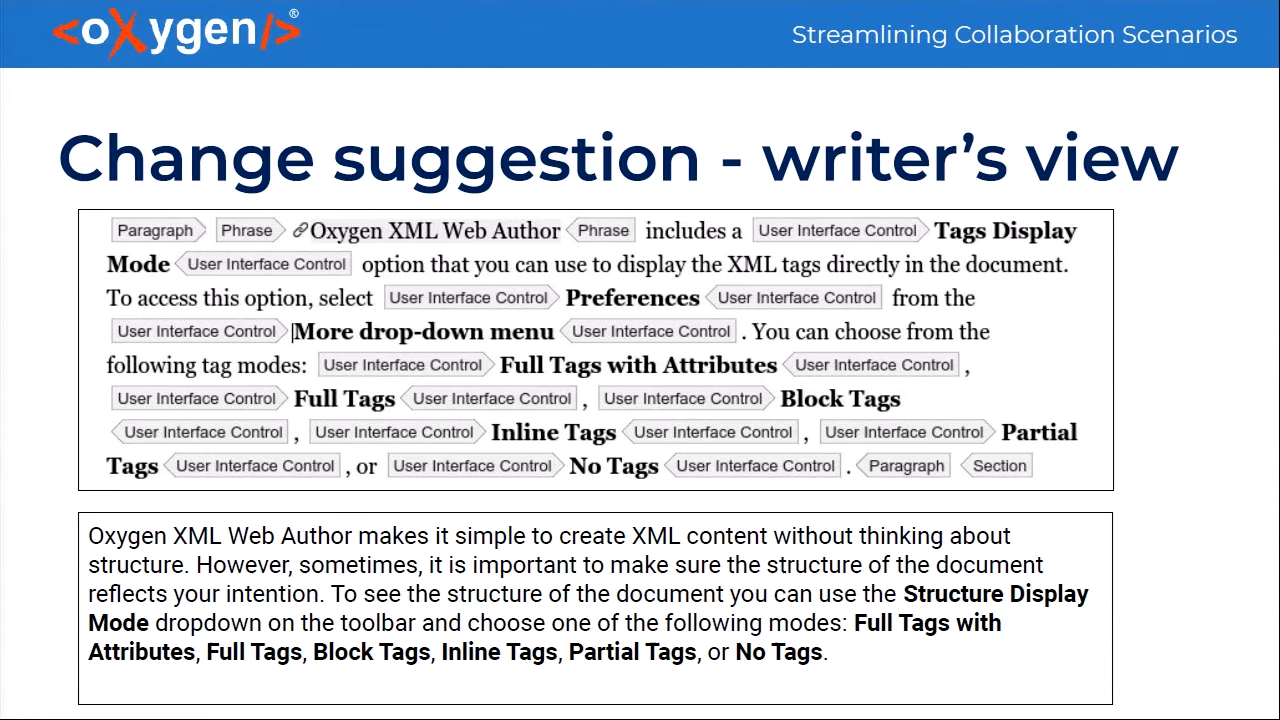 <oXygen/>®
Streamlining Collaboration Scenarios
Change suggestion - writer’s view
Paragraph Phrase Oxygen XML Web Author Phrase includes a User Interface Control Tags Display
Mode User Interface Control option that you can use to display the XML tags directly in the document.
To access this option, select User Interface Control Preferences User Interface Control from the
User Interface Control More drop-down menu User Interface Control . You can choose from the
following tag modes: User Interface Control Full Tags with Attributes User Interface Control ,
User Interface Control Full Tags User Interface Control , User Interface Control Block Tags
User Interface Control , User Interface Control Inline Tags User Interface Control , User Interface Control Partial
Tags User Interface Control , or User Interface Control No Tags User Interface Control . Paragraph Section
Oxygen XML Web Author makes it simple to create XML content without thinking about
structure. However, sometimes, it is important to make sure the structure of the document
reflects your intention. To see the structure of the document you can use the Structure Display
Mode dropdown on the toolbar and choose one of the following modes: Full Tags with
Attributes, Full Tags, Block Tags, Inline Tags, Partial Tags, or No Tags.